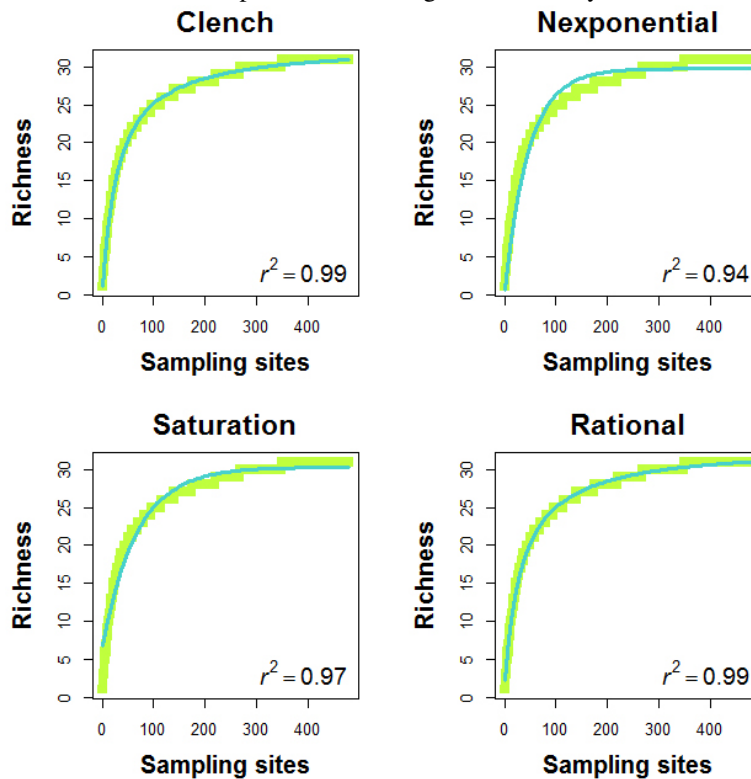 Clench
Nexponential
Richness
0 5 10 15 20 25 30
r² = 0.99
0 100 200 300 400
Sampling sites
Richness
0 5 10 15 20 25 30
r² = 0.94
0 100 200 300 400
Sampling sites
Saturation
Rational
Richness
0 5 10 15 20 25 30
r² = 0.97
0 100 200 300 400
Sampling sites
Richness
0 5 10 15 20 25 30
r² = 0.99
0 100 200 300 400
Sampling sites